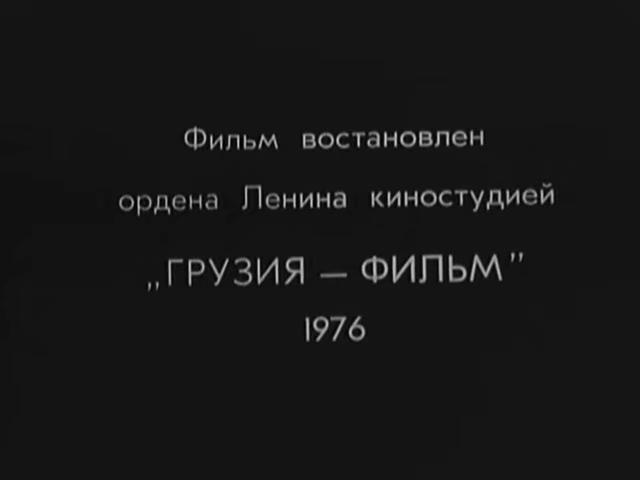 Фильм востановлен
ордена Ленина киностудией
„ГРУЗИЯ — ФИЛЬМ”
1976